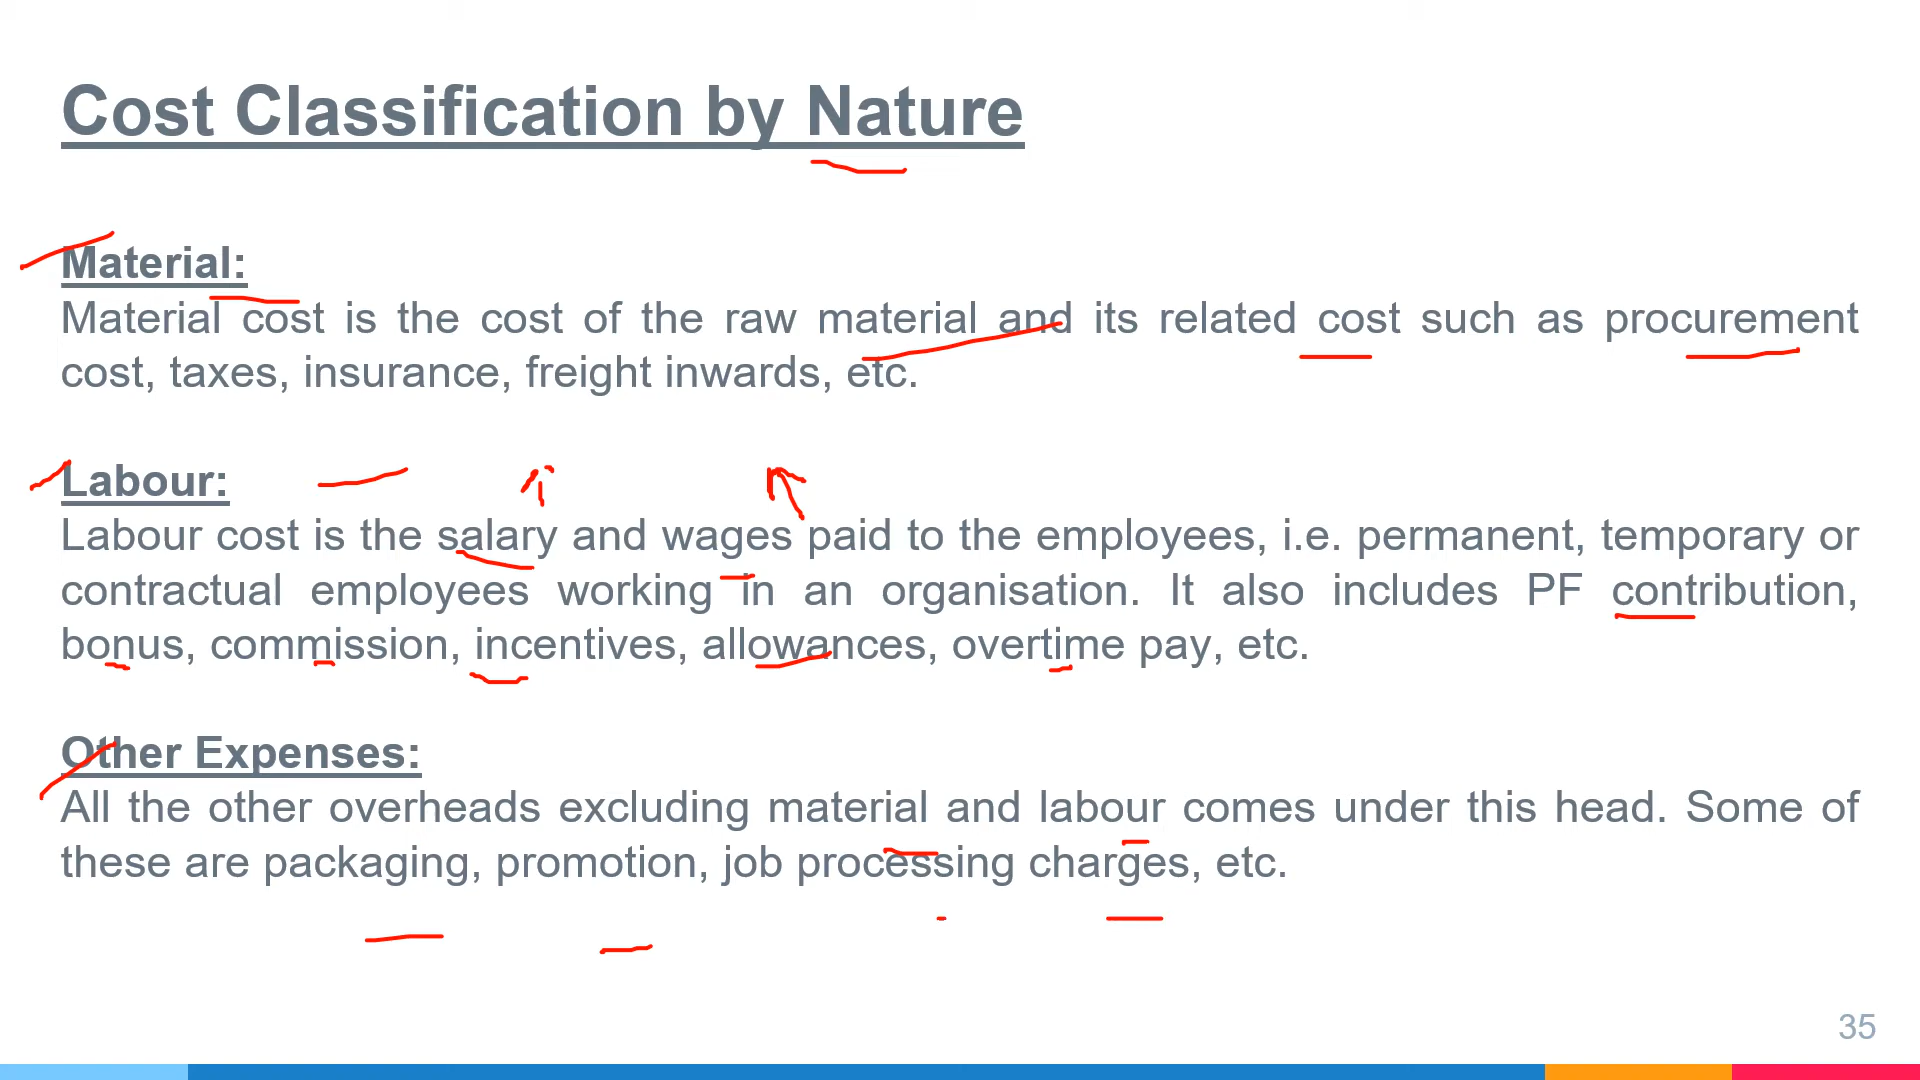 Cost Classification by Nature
Material:
Material cost is the cost of the raw material and its related cost such as procurement
cost, taxes, insurance, freight inwards, etc.
Labour:
Labour cost is the salary and wages paid to the employees, i.e. permanent, temporary or
contractual employees working in an organisation. It also includes PF contribution,
bonus, commission, incentives, allowances, overtime pay, etc.
Other Expenses:
All the other overheads excluding material and labour comes under this head. Some of
these are packaging, promotion, job processing charges, etc.
35